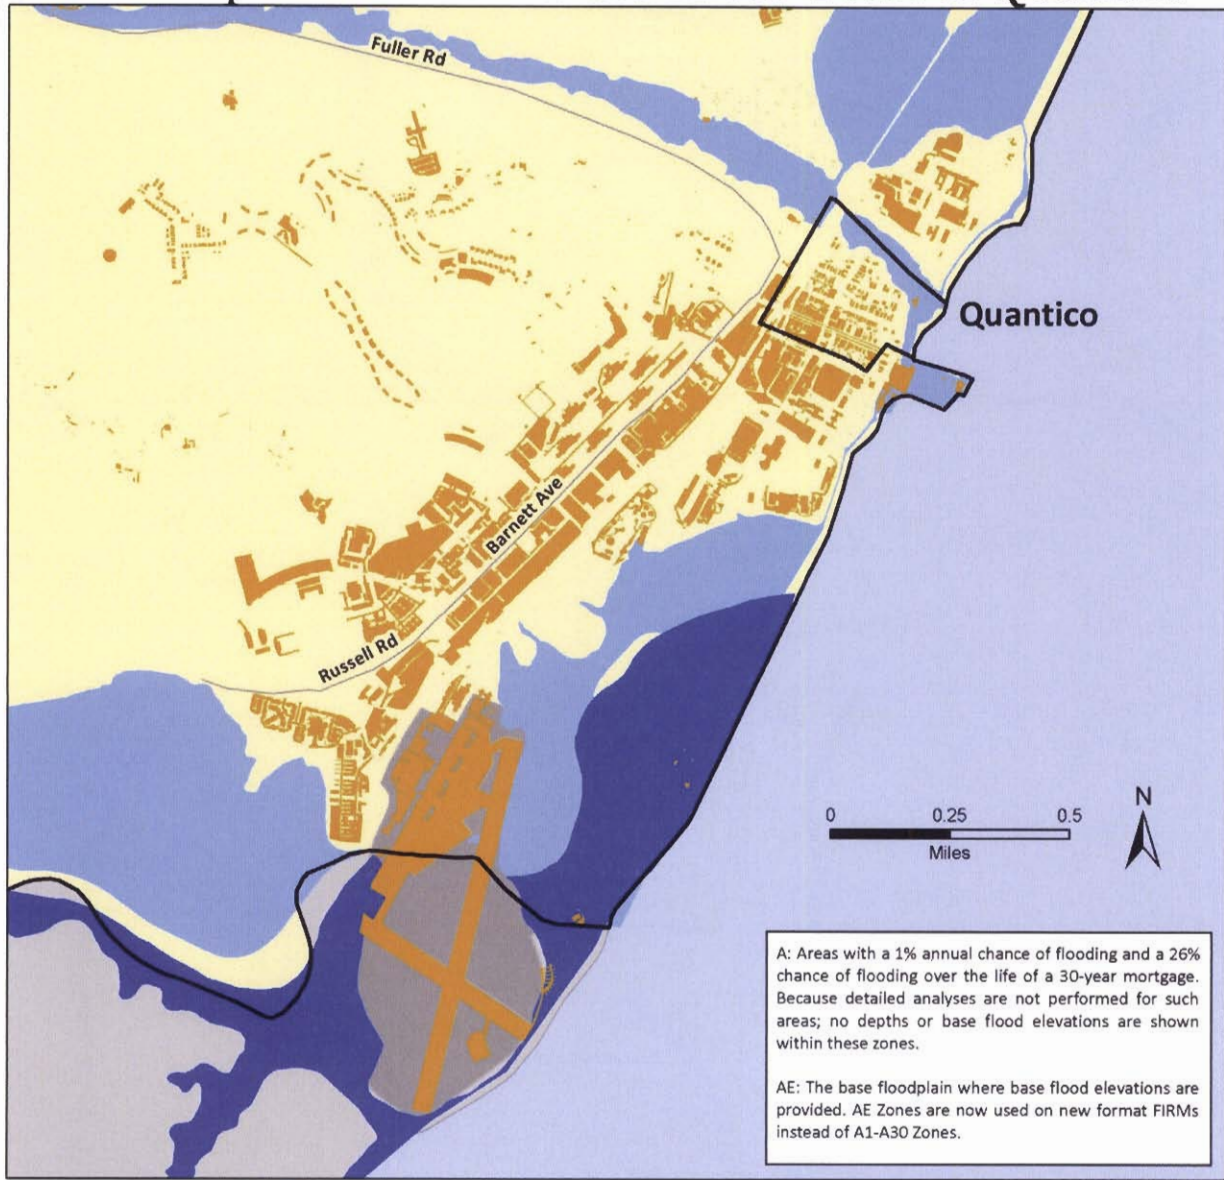 Fuller Rd
Quantico
Barnett Ave
Russell Rd
N
0 0.25 0.5
Miles
A: Areas with a 1% annual chance of flooding and a 26%
chance of flooding over the life of a 30-year mortgage.
Because detailed analyses are not performed for such
areas; no depths or base flood elevations are shown
within these zones.
AE: The base floodplain where base flood elevations are
provided. AE Zones are now used on new format FIRMs
instead of A1-A30 Zones.